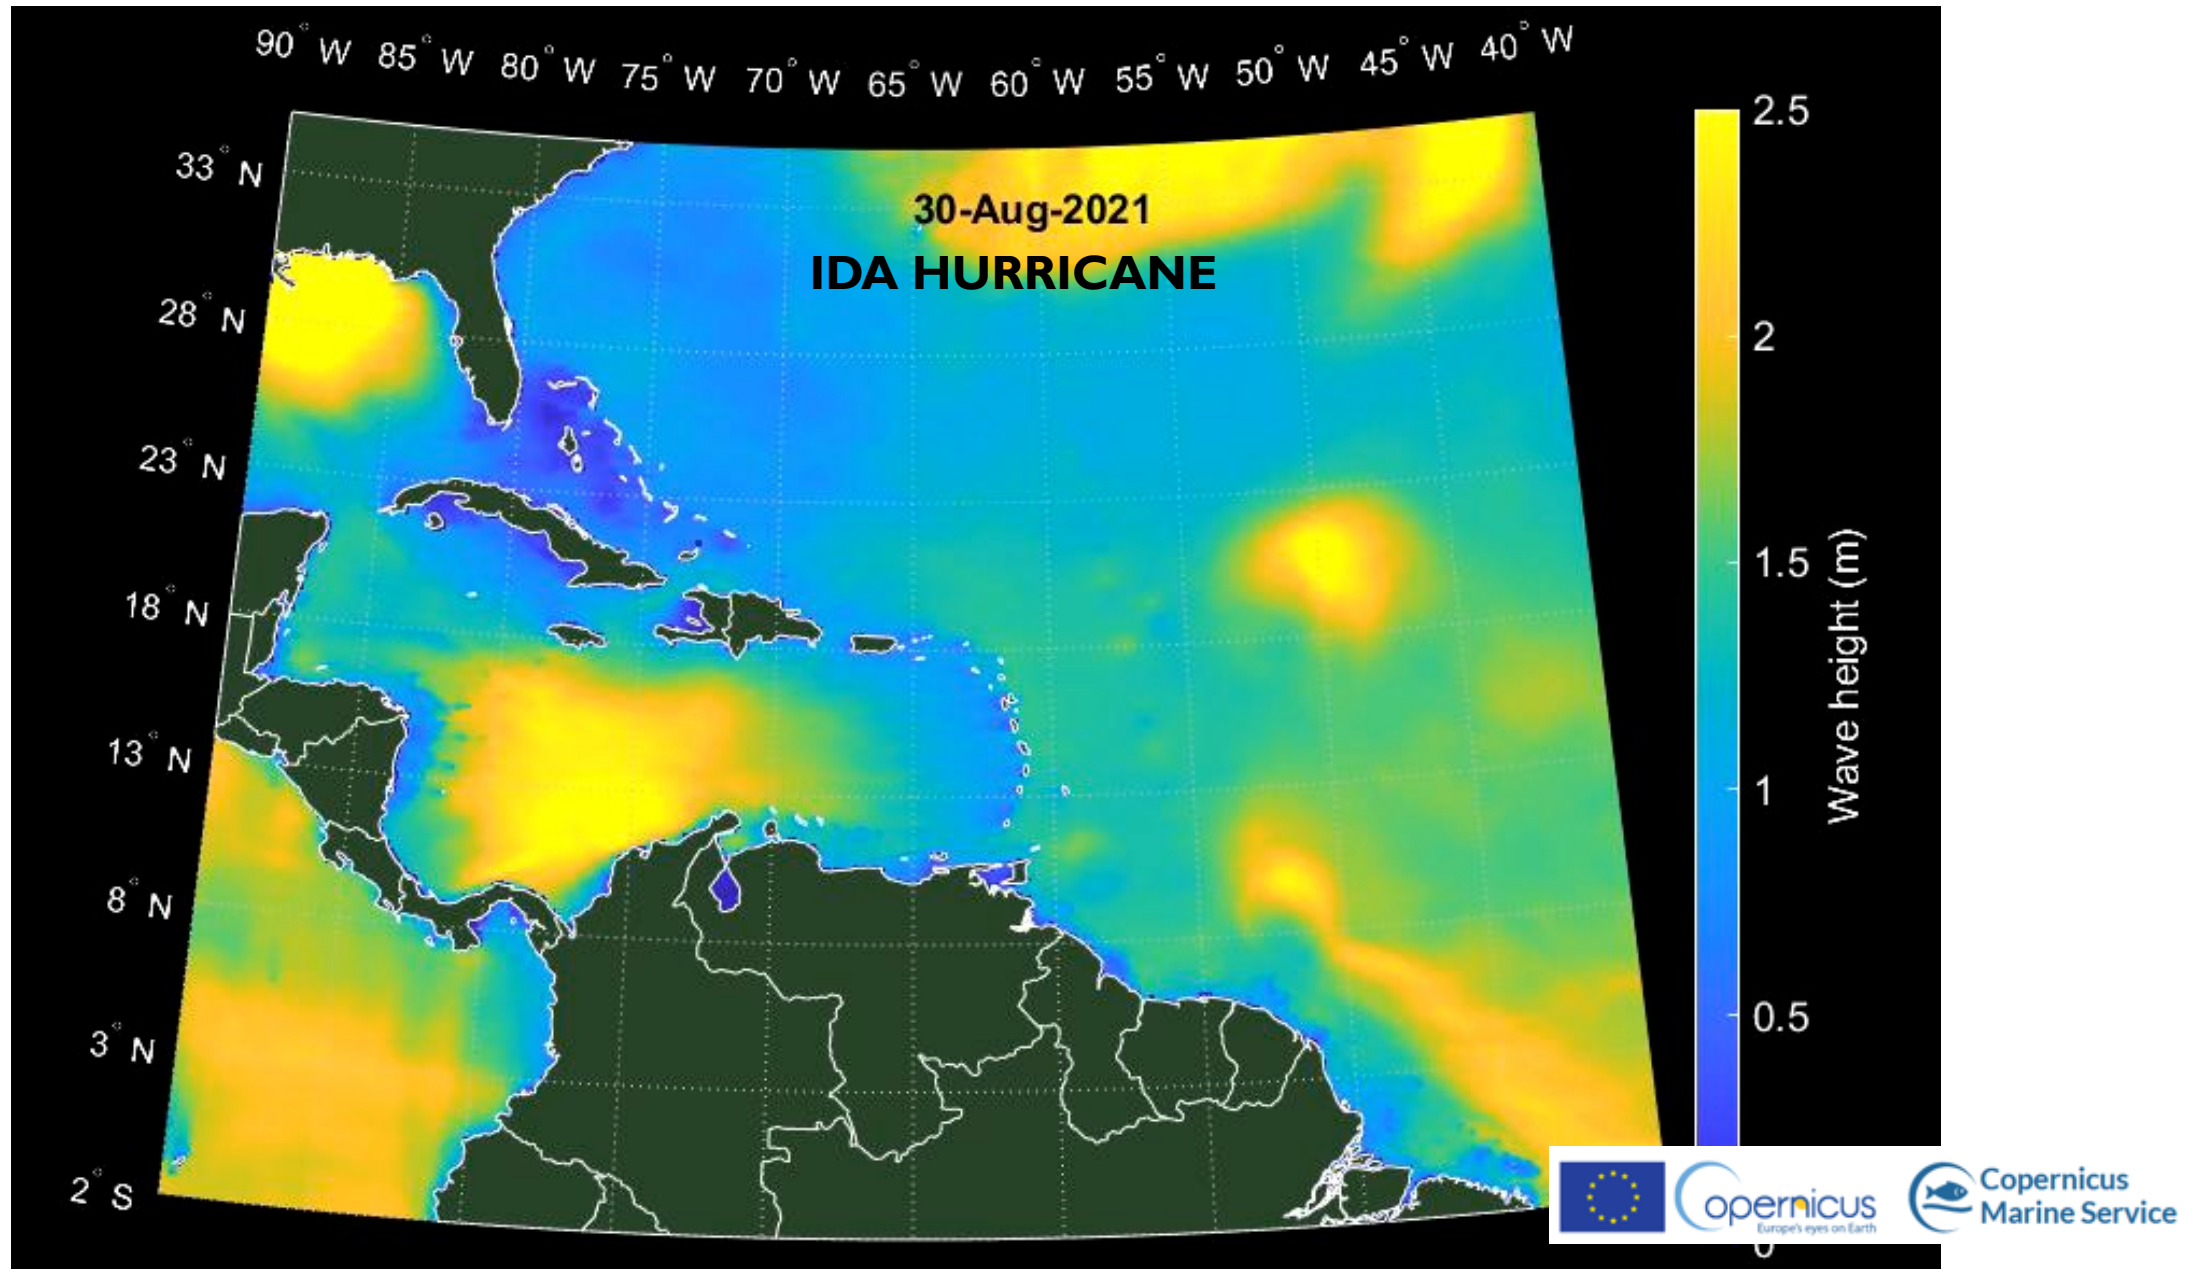 90° W 85° W 80° W 75° W 70° W 65° W 60° W 55° W 50° W 45° W 40° W
33° N
28° N
23° N
18° N
13° N
8° N
3° N
2° S
30-Aug-2021
IDA HURRICANE
2.5
2
1.5
1
0.5
0
Wave height (m)
opernicus
Europe's eyes on Earth
Copernicus
Marine Service